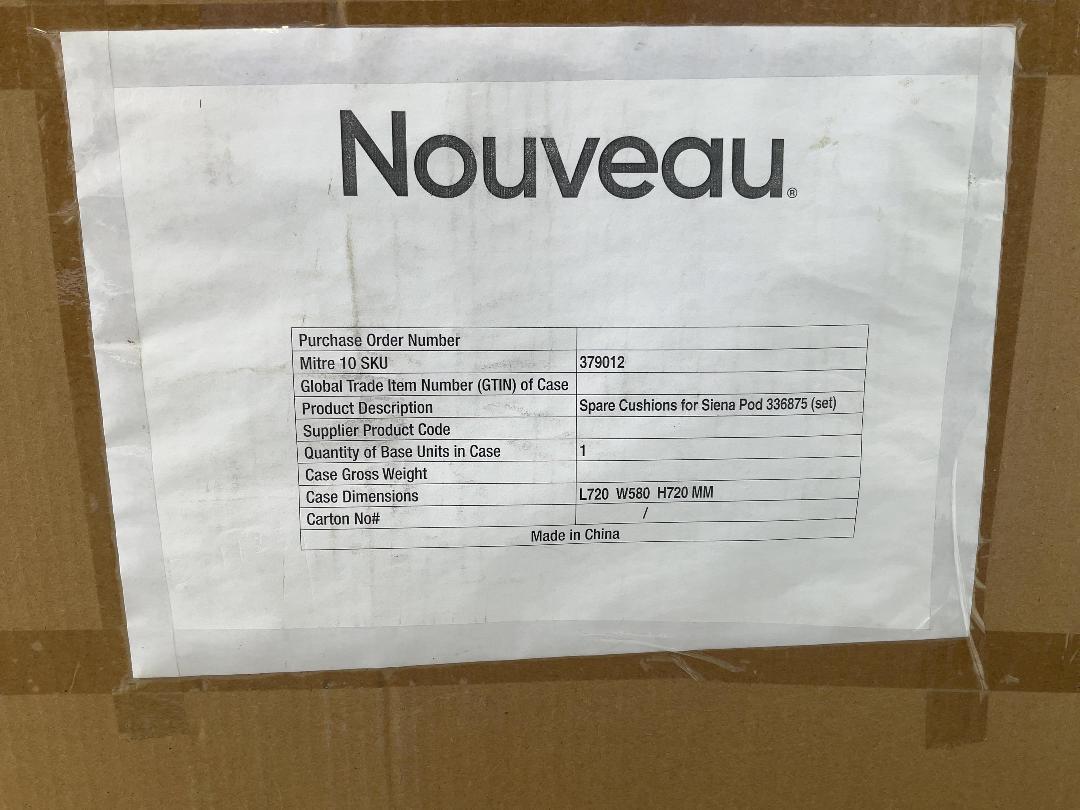 Nouveau®
Purchase Order Number
Mitre 10 SKU 379012
Global Trade Item Number (GTIN) of Case
Product Description Spare Cushions for Siena Pod 336875 (set)
Supplier Product Code
Quantity of Base Units in Case 1
Case Gross Weight
Case Dimensions L720 W580 H720 MM
Carton No# /
Made in China